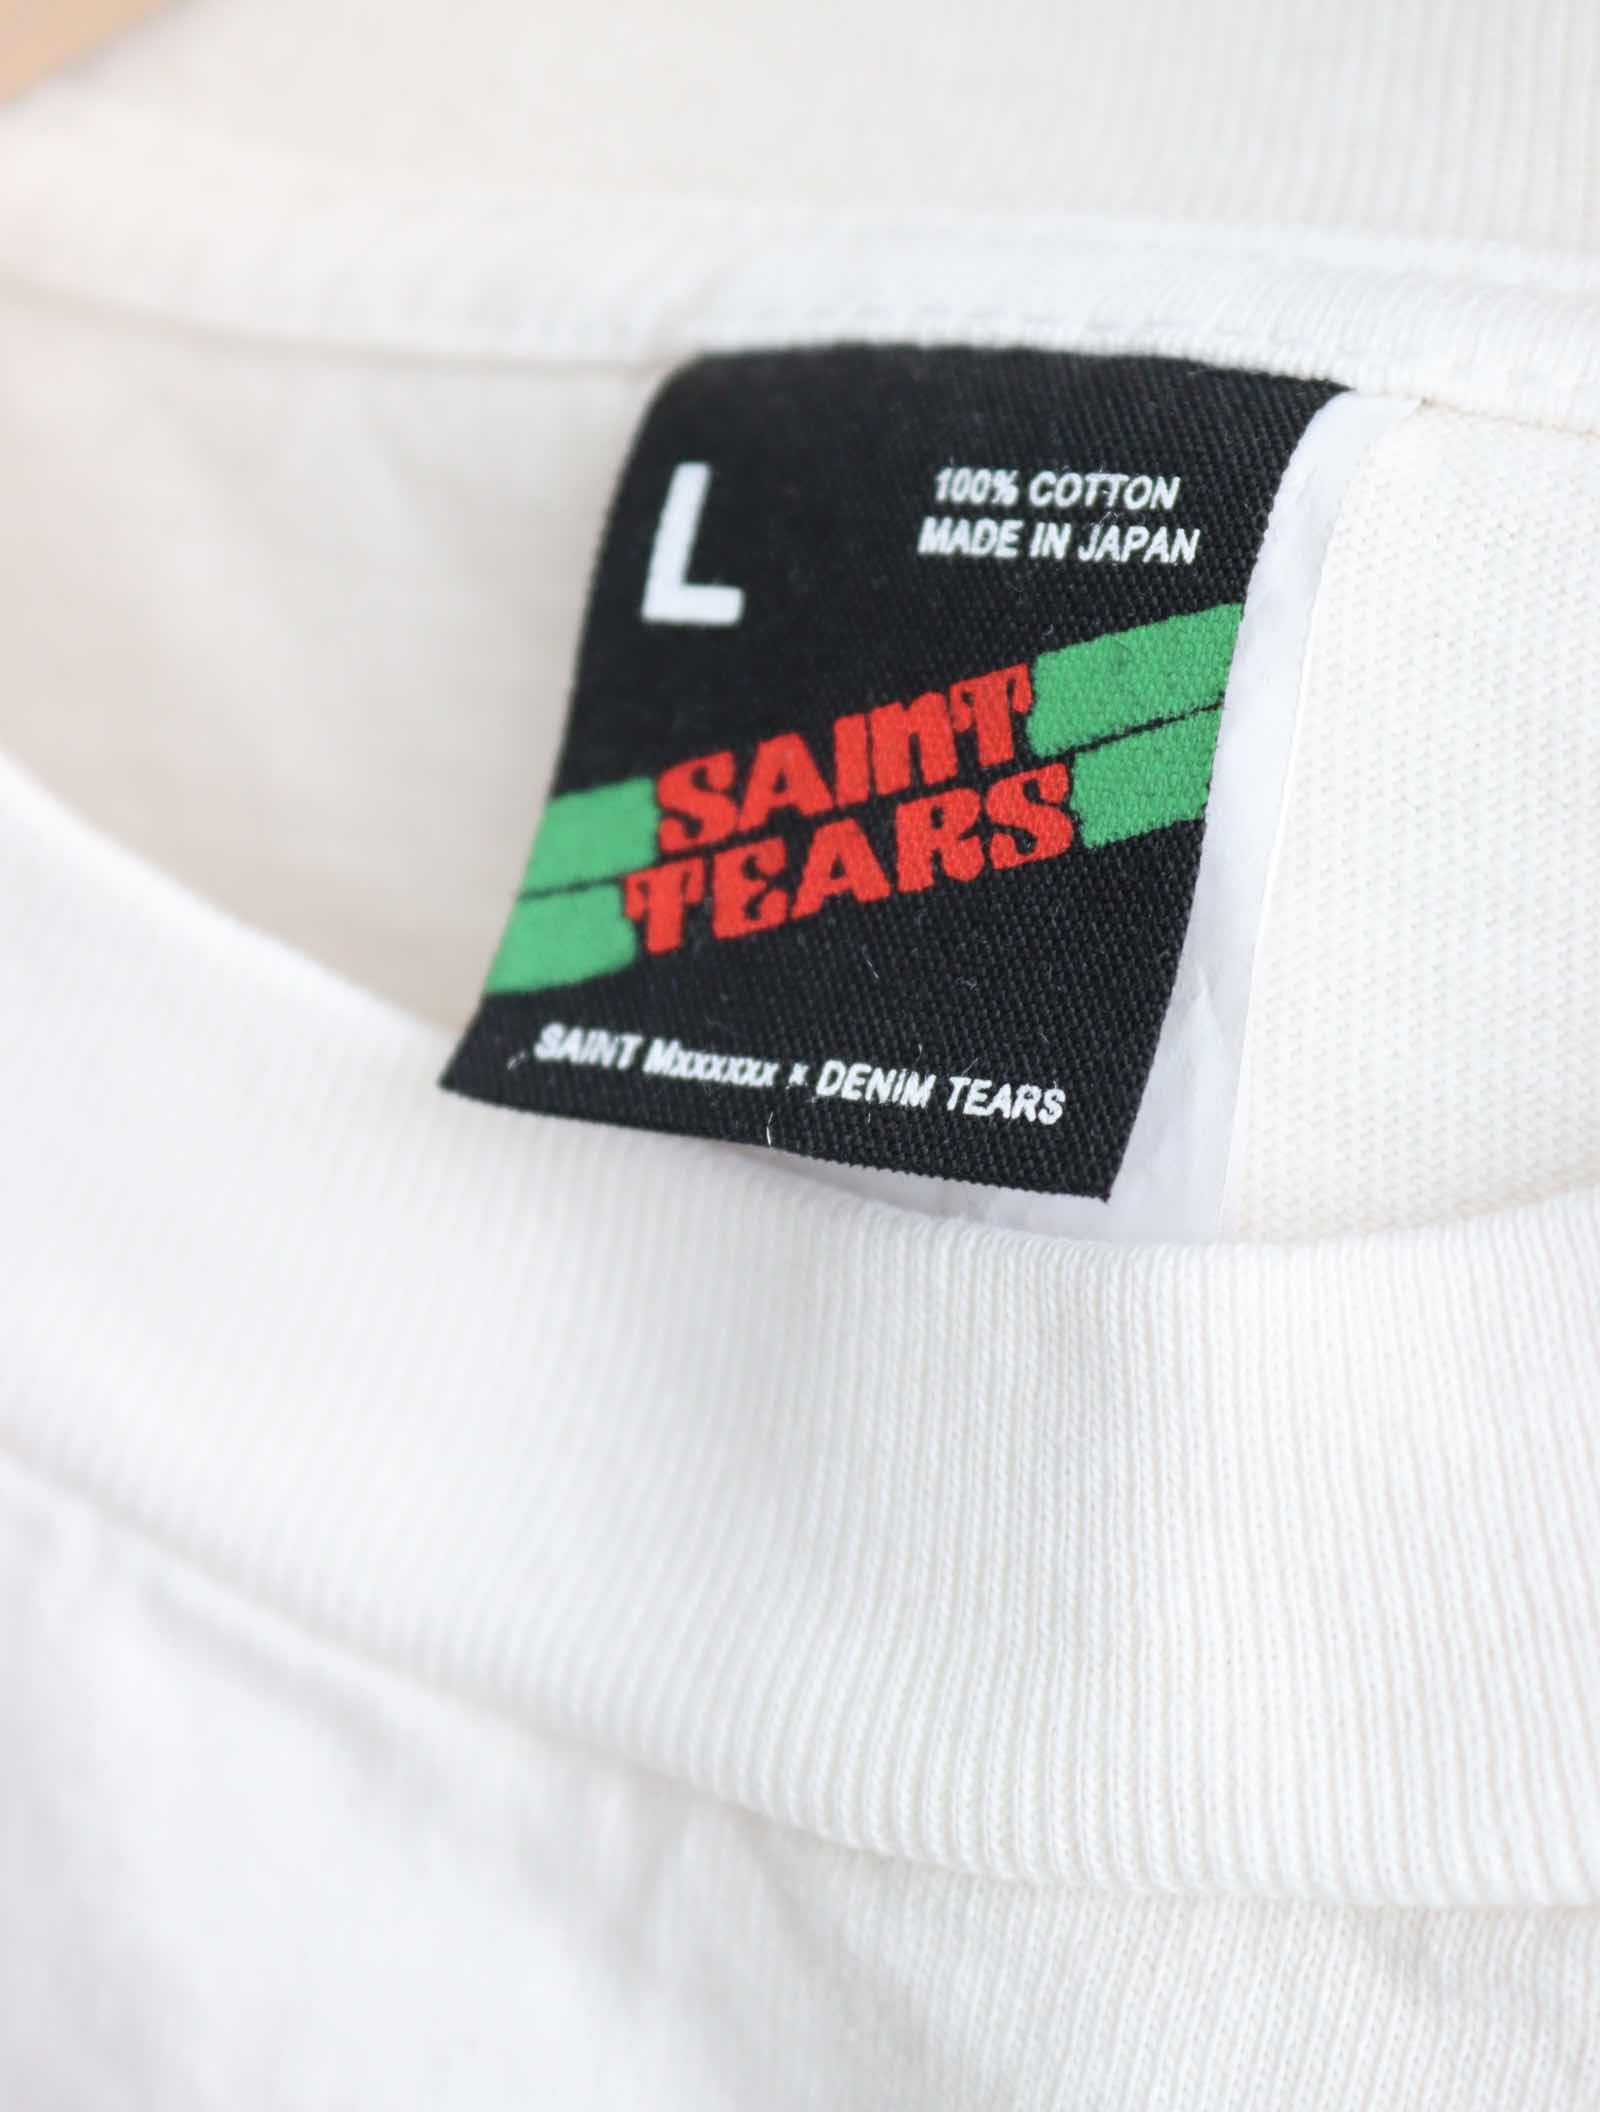 L
100% COTTON
MADE IN JAPAN
SAINT
TEARS
SAINT Mxxxxxx × DENIM TEARS